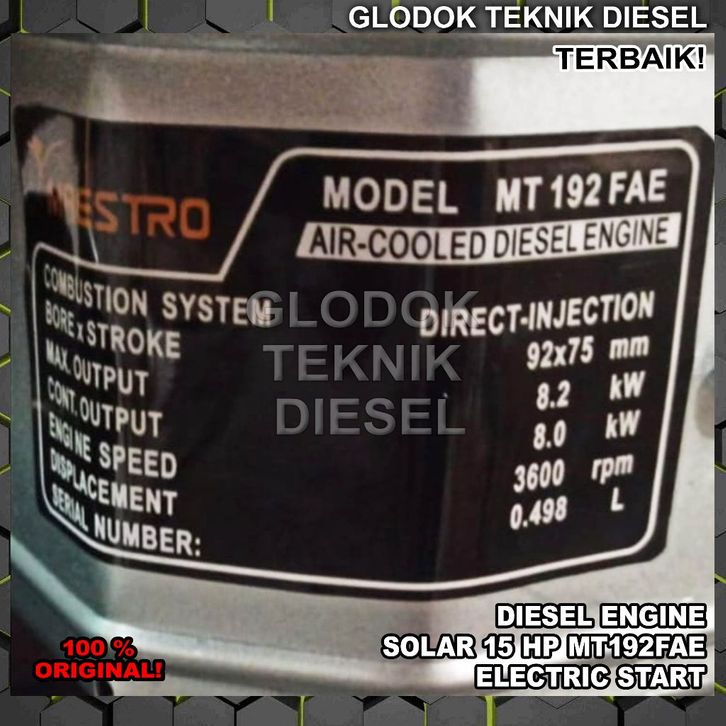 GLODOK TEKNIK DIESEL
TERBAIK!
MAESTRO
MODEL MT 192 FAE
AIR-COOLED DIESEL ENGINE
COMBUSTION SYSTEM DIRECT-INJECTION
BORE x STROKE 92x75 mm
MAX. OUTPUT 8.2 kW
CONT. OUTPUT 8.0 kW
ENGINE SPEED 3600 rpm
DISPLACEMENT 0.498 L
SERIAL NUMBER:
GLODOK
TEKNIK
DIESEL
100 %
ORIGINAL!
DIESEL ENGINE
SOLAR 15 HP MT192FAE
ELECTRIC START